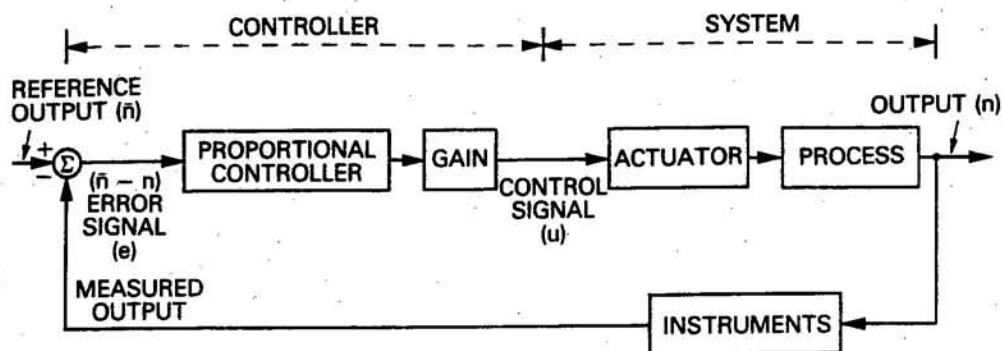 CONTROLLER
SYSTEM
REFERENCE
OUTPUT (n̄)
OUTPUT (n)
+
Σ
−
PROPORTIONAL
CONTROLLER
GAIN
ACTUATOR
PROCESS
(n̄ − n)
ERROR
SIGNAL
(e)
CONTROL
SIGNAL
(u)
MEASURED
OUTPUT
INSTRUMENTS